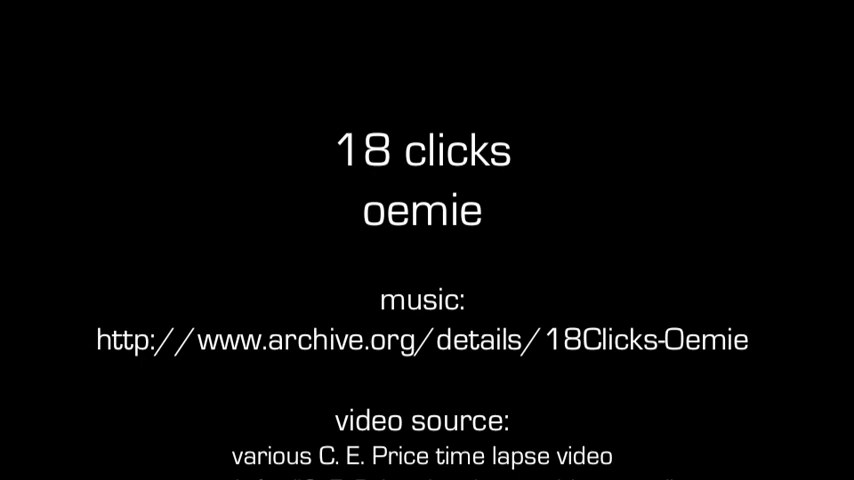 18 clicks
oemie
music:
http://www.archive.org/details/18Clicks-Oemie
video source:
various C. E. Price time lapse video